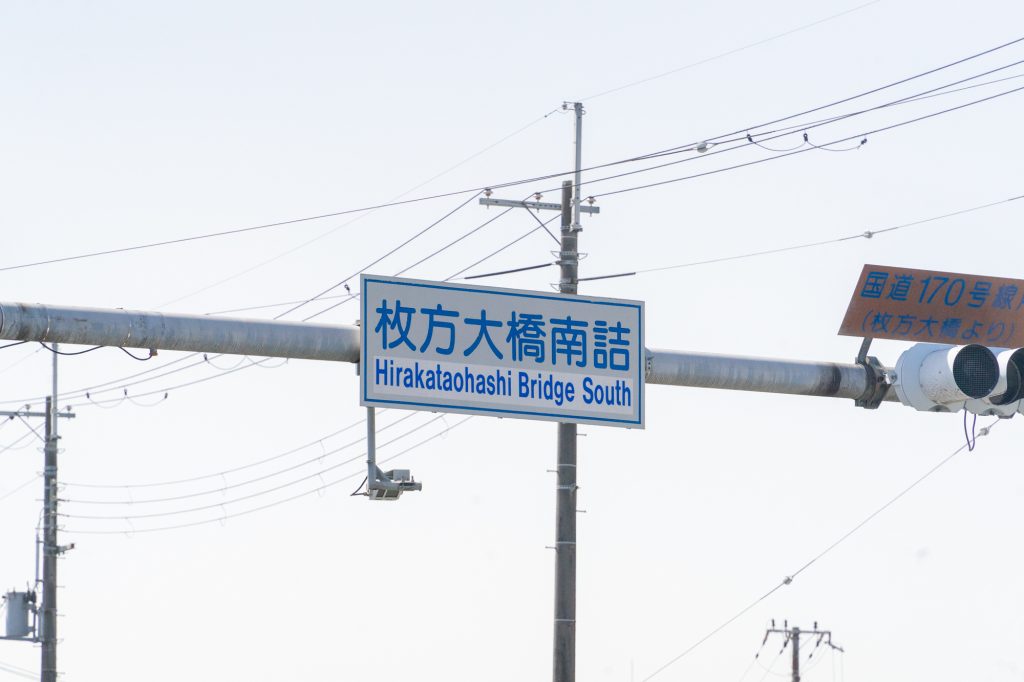 枚方大橋南詰
Hirakataohashi Bridge South
国道170号線
(枚方大橋より)